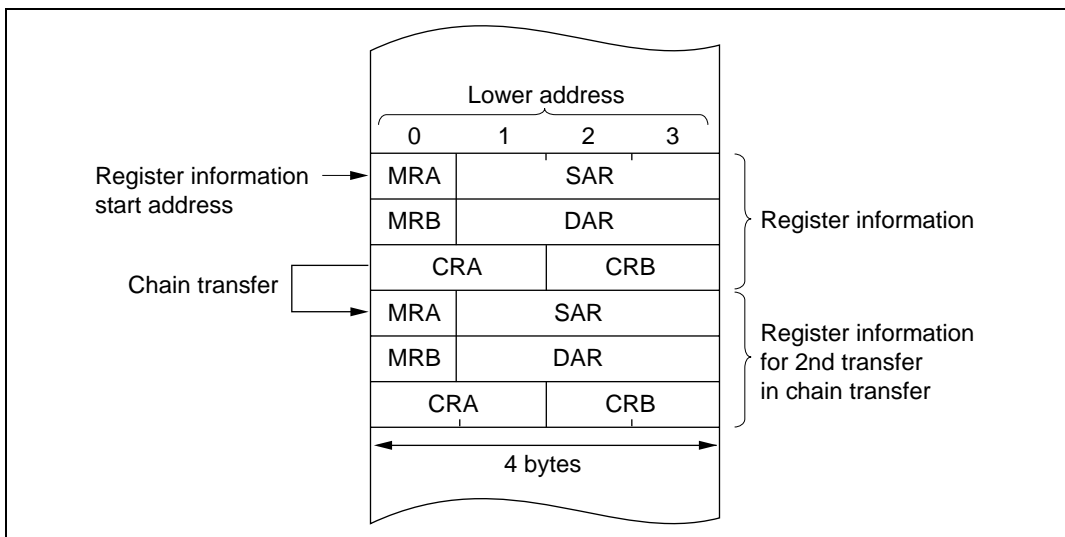 Lower address
0 1 2 3
Register information
start address
MRA SAR
MRB DAR
Register information
CRA CRB
Chain transfer
MRA SAR
MRB DAR
Register information
for 2nd transfer
in chain transfer
CRA CRB
4 bytes